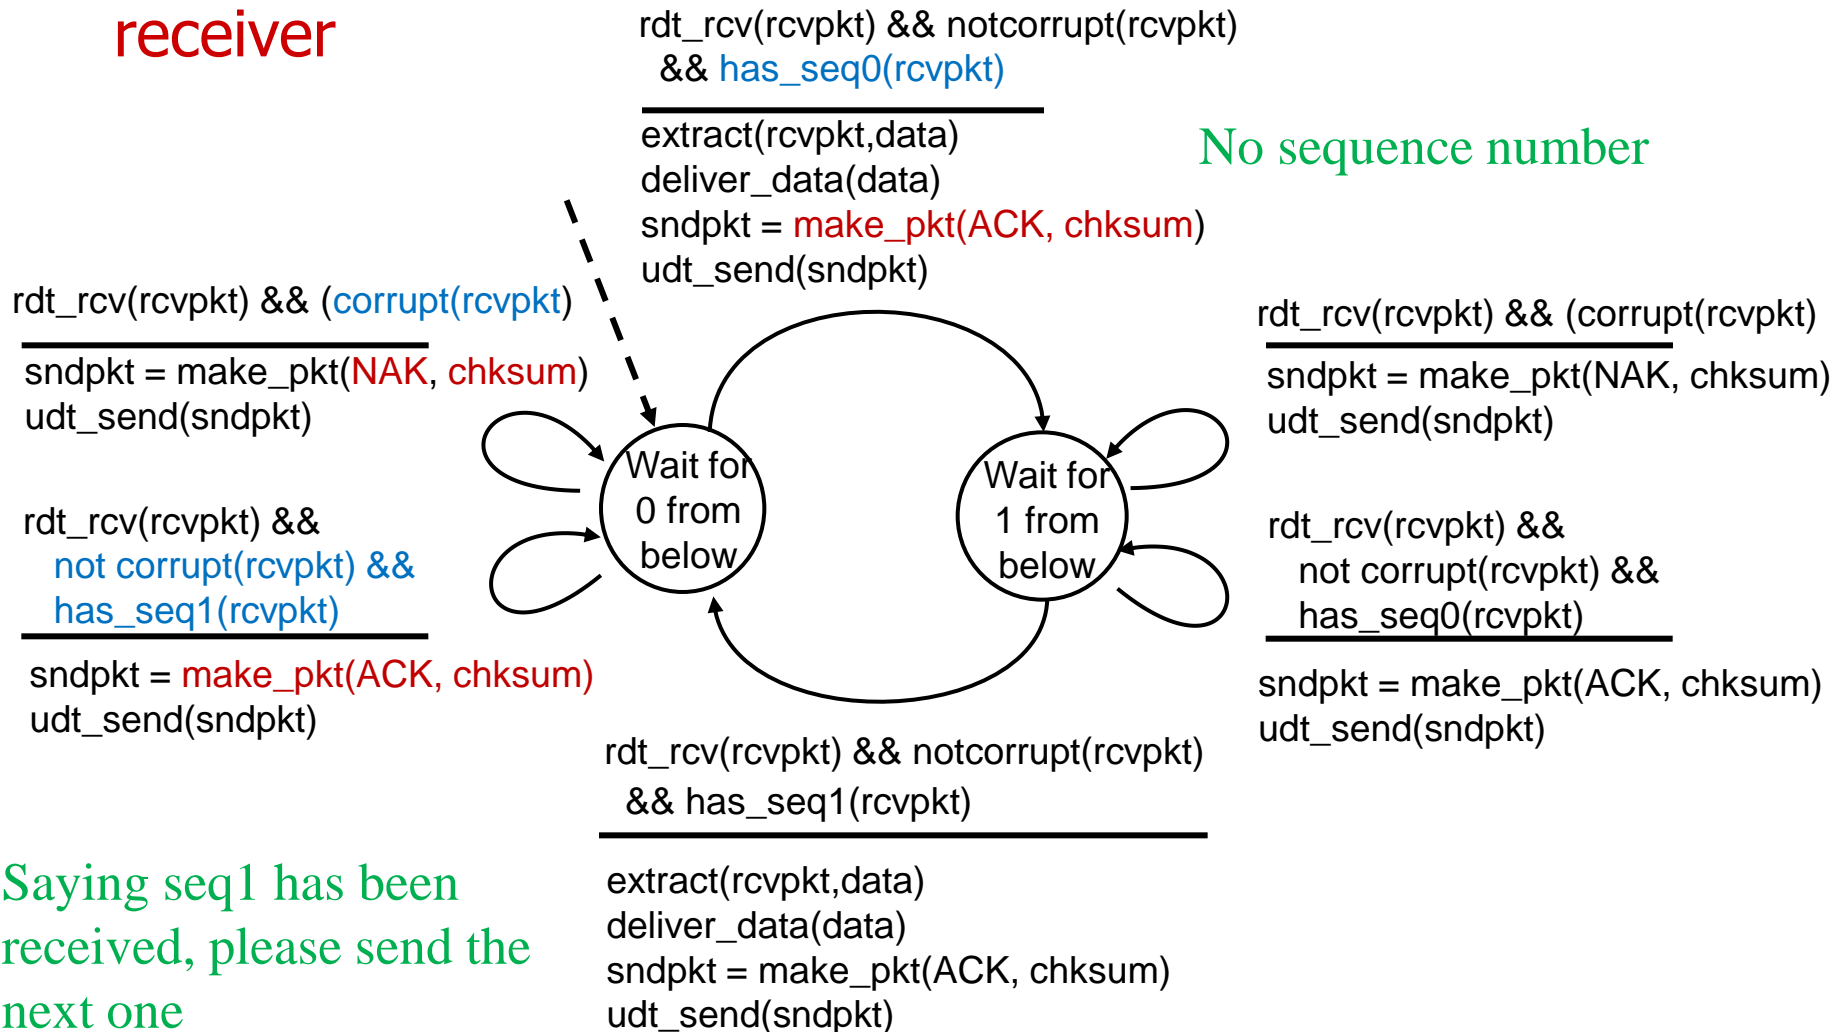 receiver
rdt_rcv(rcvpkt) && notcorrupt(rcvpkt)
&& has_seq0(rcvpkt)
extract(rcvpkt,data)
deliver_data(data)
sndpkt = make_pkt(ACK, chksum)
udt_send(sndpkt)
No sequence number
rdt_rcv(rcvpkt) && (corrupt(rcvpkt)
sndpkt = make_pkt(NAK, chksum)
udt_send(sndpkt)
rdt_rcv(rcvpkt) &&
not corrupt(rcvpkt) &&
has_seq1(rcvpkt)
sndpkt = make_pkt(ACK, chksum)
udt_send(sndpkt)
Wait for
0 from
below
Wait for
1 from
below
rdt_rcv(rcvpkt) && (corrupt(rcvpkt)
sndpkt = make_pkt(NAK, chksum)
udt_send(sndpkt)
rdt_rcv(rcvpkt) &&
not corrupt(rcvpkt) &&
has_seq0(rcvpkt)
sndpkt = make_pkt(ACK, chksum)
udt_send(sndpkt)
rdt_rcv(rcvpkt) && notcorrupt(rcvpkt)
&& has_seq1(rcvpkt)
extract(rcvpkt,data)
deliver_data(data)
sndpkt = make_pkt(ACK, chksum)
udt_send(sndpkt)
Saying seq1 has been
received, please send the
next one